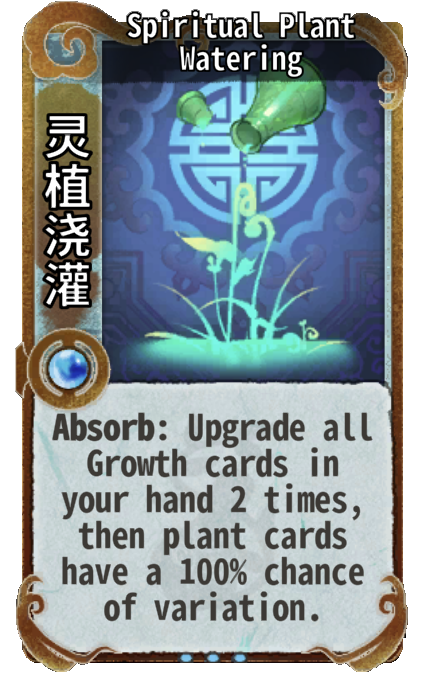 Spiritual Plant
Watering
灵植浇灌
Absorb: Upgrade all
Growth cards in
your hand 2 times,
then plant cards
have a 100% chance
of variation.